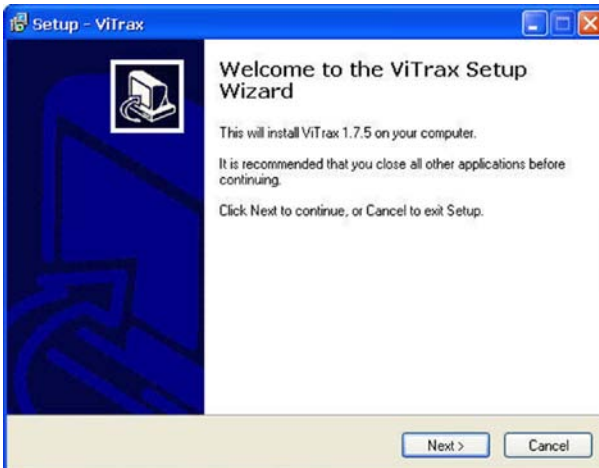 Setup - ViTrax
Welcome to the ViTrax Setup
Wizard
This will install ViTrax 1.7.5 on your computer.
It is recommended that you close all other applications before
continuing.
Click Next to continue, or Cancel to exit Setup.
Next >
Cancel